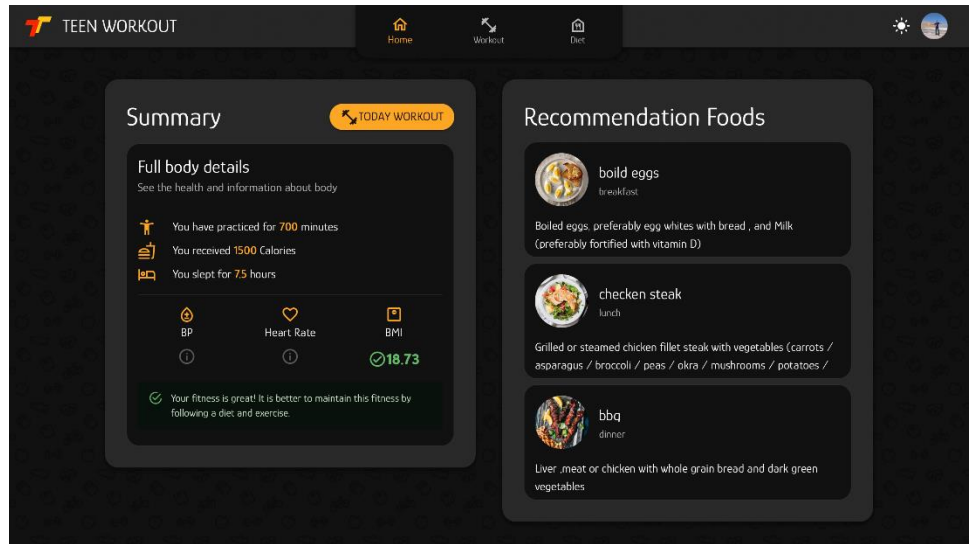 TEEN WORKOUT
Home
Workout
Diet
Summary
TODAY WORKOUT
Full body details
See the health and information about body
You have practiced for 700 minutes
You received 1500 Calories
You slept for 7.5 hours
BP
Heart Rate
BMI
18.73
Your fitness is great! It is better to maintain this fitness by
following a diet and exercise.
Recommendation Foods
boild eggs
breakfast
Boiled eggs, preferably egg whites with bread , and Milk
(preferably fortified with vitamin D)
checken steak
lunch
Grilled or steamed chicken fillet steak with vegetables (carrots /
asparagus / broccoli / peas / okra / mushrooms / potatoes /
bbq
dinner
Liver ,meat or chicken with whole grain bread and dark green
vegetables